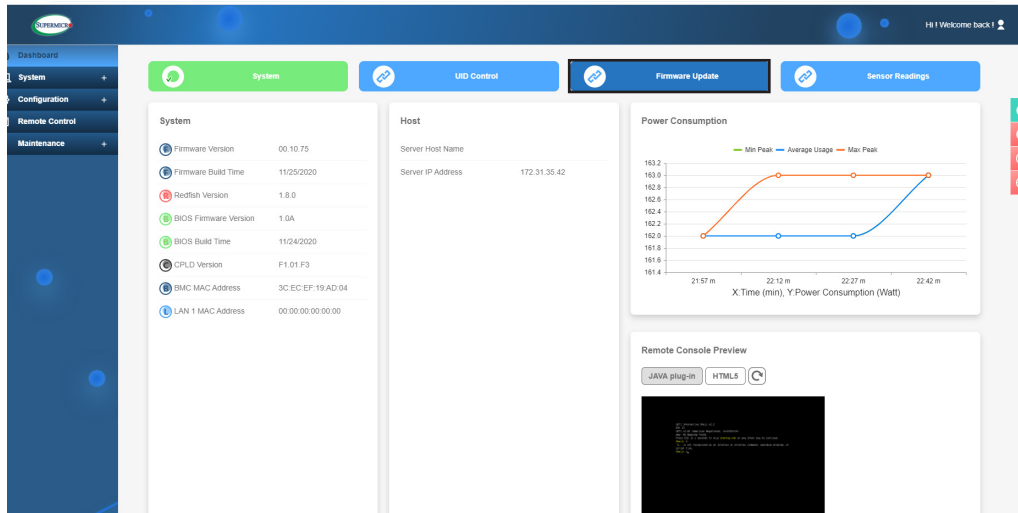 SUPERMICR
Hi ! Welcome back !
Dashboard
System +
Configuration +
Remote Control
Maintenance +
System
UID Control
Firmware Update
Sensor Readings
System
Firmware Version 00.10.75
Firmware Build Time 11/25/2020
Redfish Version 1.8.0
BIOS Firmware Version 1.0A
BIOS Build Time 11/24/2020
CPLD Version F1.01.F3
BMC MAC Address 3C:EC:EF:19:AD:04
LAN 1 MAC Address 00:00:00:00:00:00
Host
Server Host Name
Server IP Address 172.31.35.42
Power Consumption
Min Peak Average Usage Max Peak
163.2
163.0
162.8
162.6
162.4
162.2
162.0
161.8
161.6
161.4
21:57 m 22:12 m 22:27 m 22:42 m
X:Time (min), Y:Power Consumption (Watt)
Remote Console Preview
JAVA plug-in HTML5